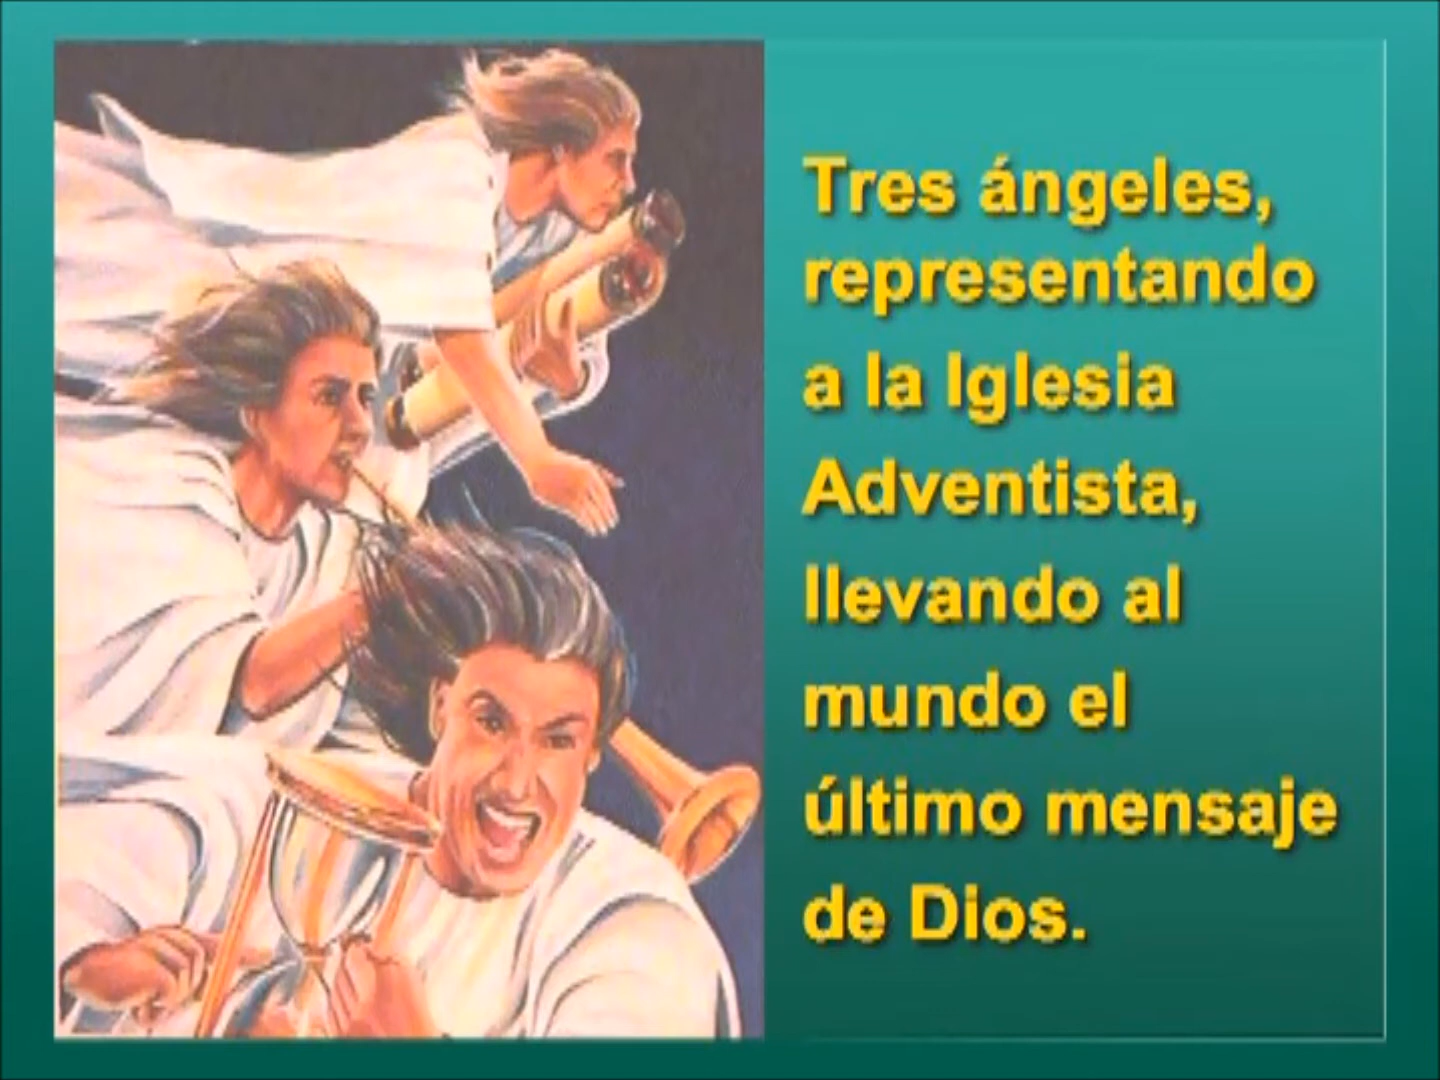 Tres ángeles,
representando
a la Iglesia
Adventista,
llevando al
mundo el
último mensaje
de Dios.